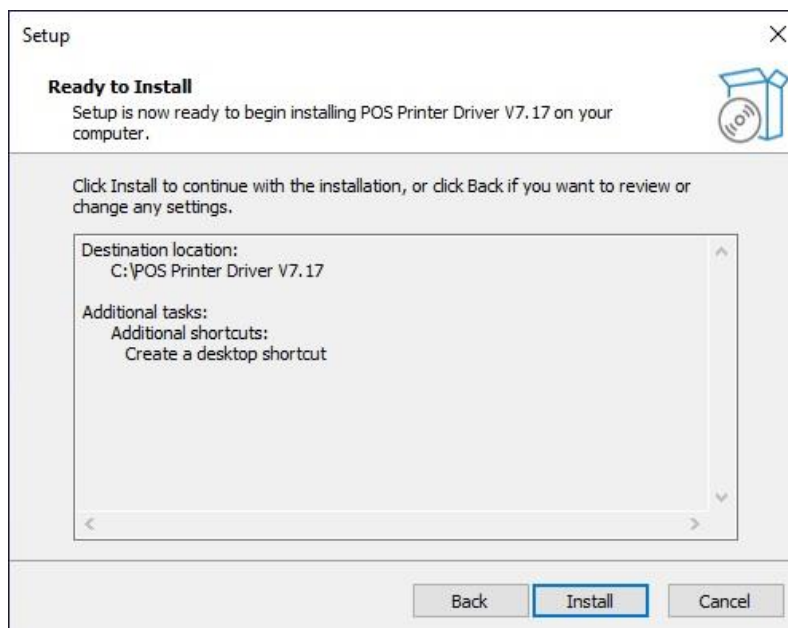 Setup
Ready to Install
Setup is now ready to begin installing POS Printer Driver V7.17 on your
computer.
Click Install to continue with the installation, or click Back if you want to review or
change any settings.
Destination location:
C:\POS Printer Driver V7.17
Additional tasks:
Additional shortcuts:
Create a desktop shortcut
Back
Install
Cancel